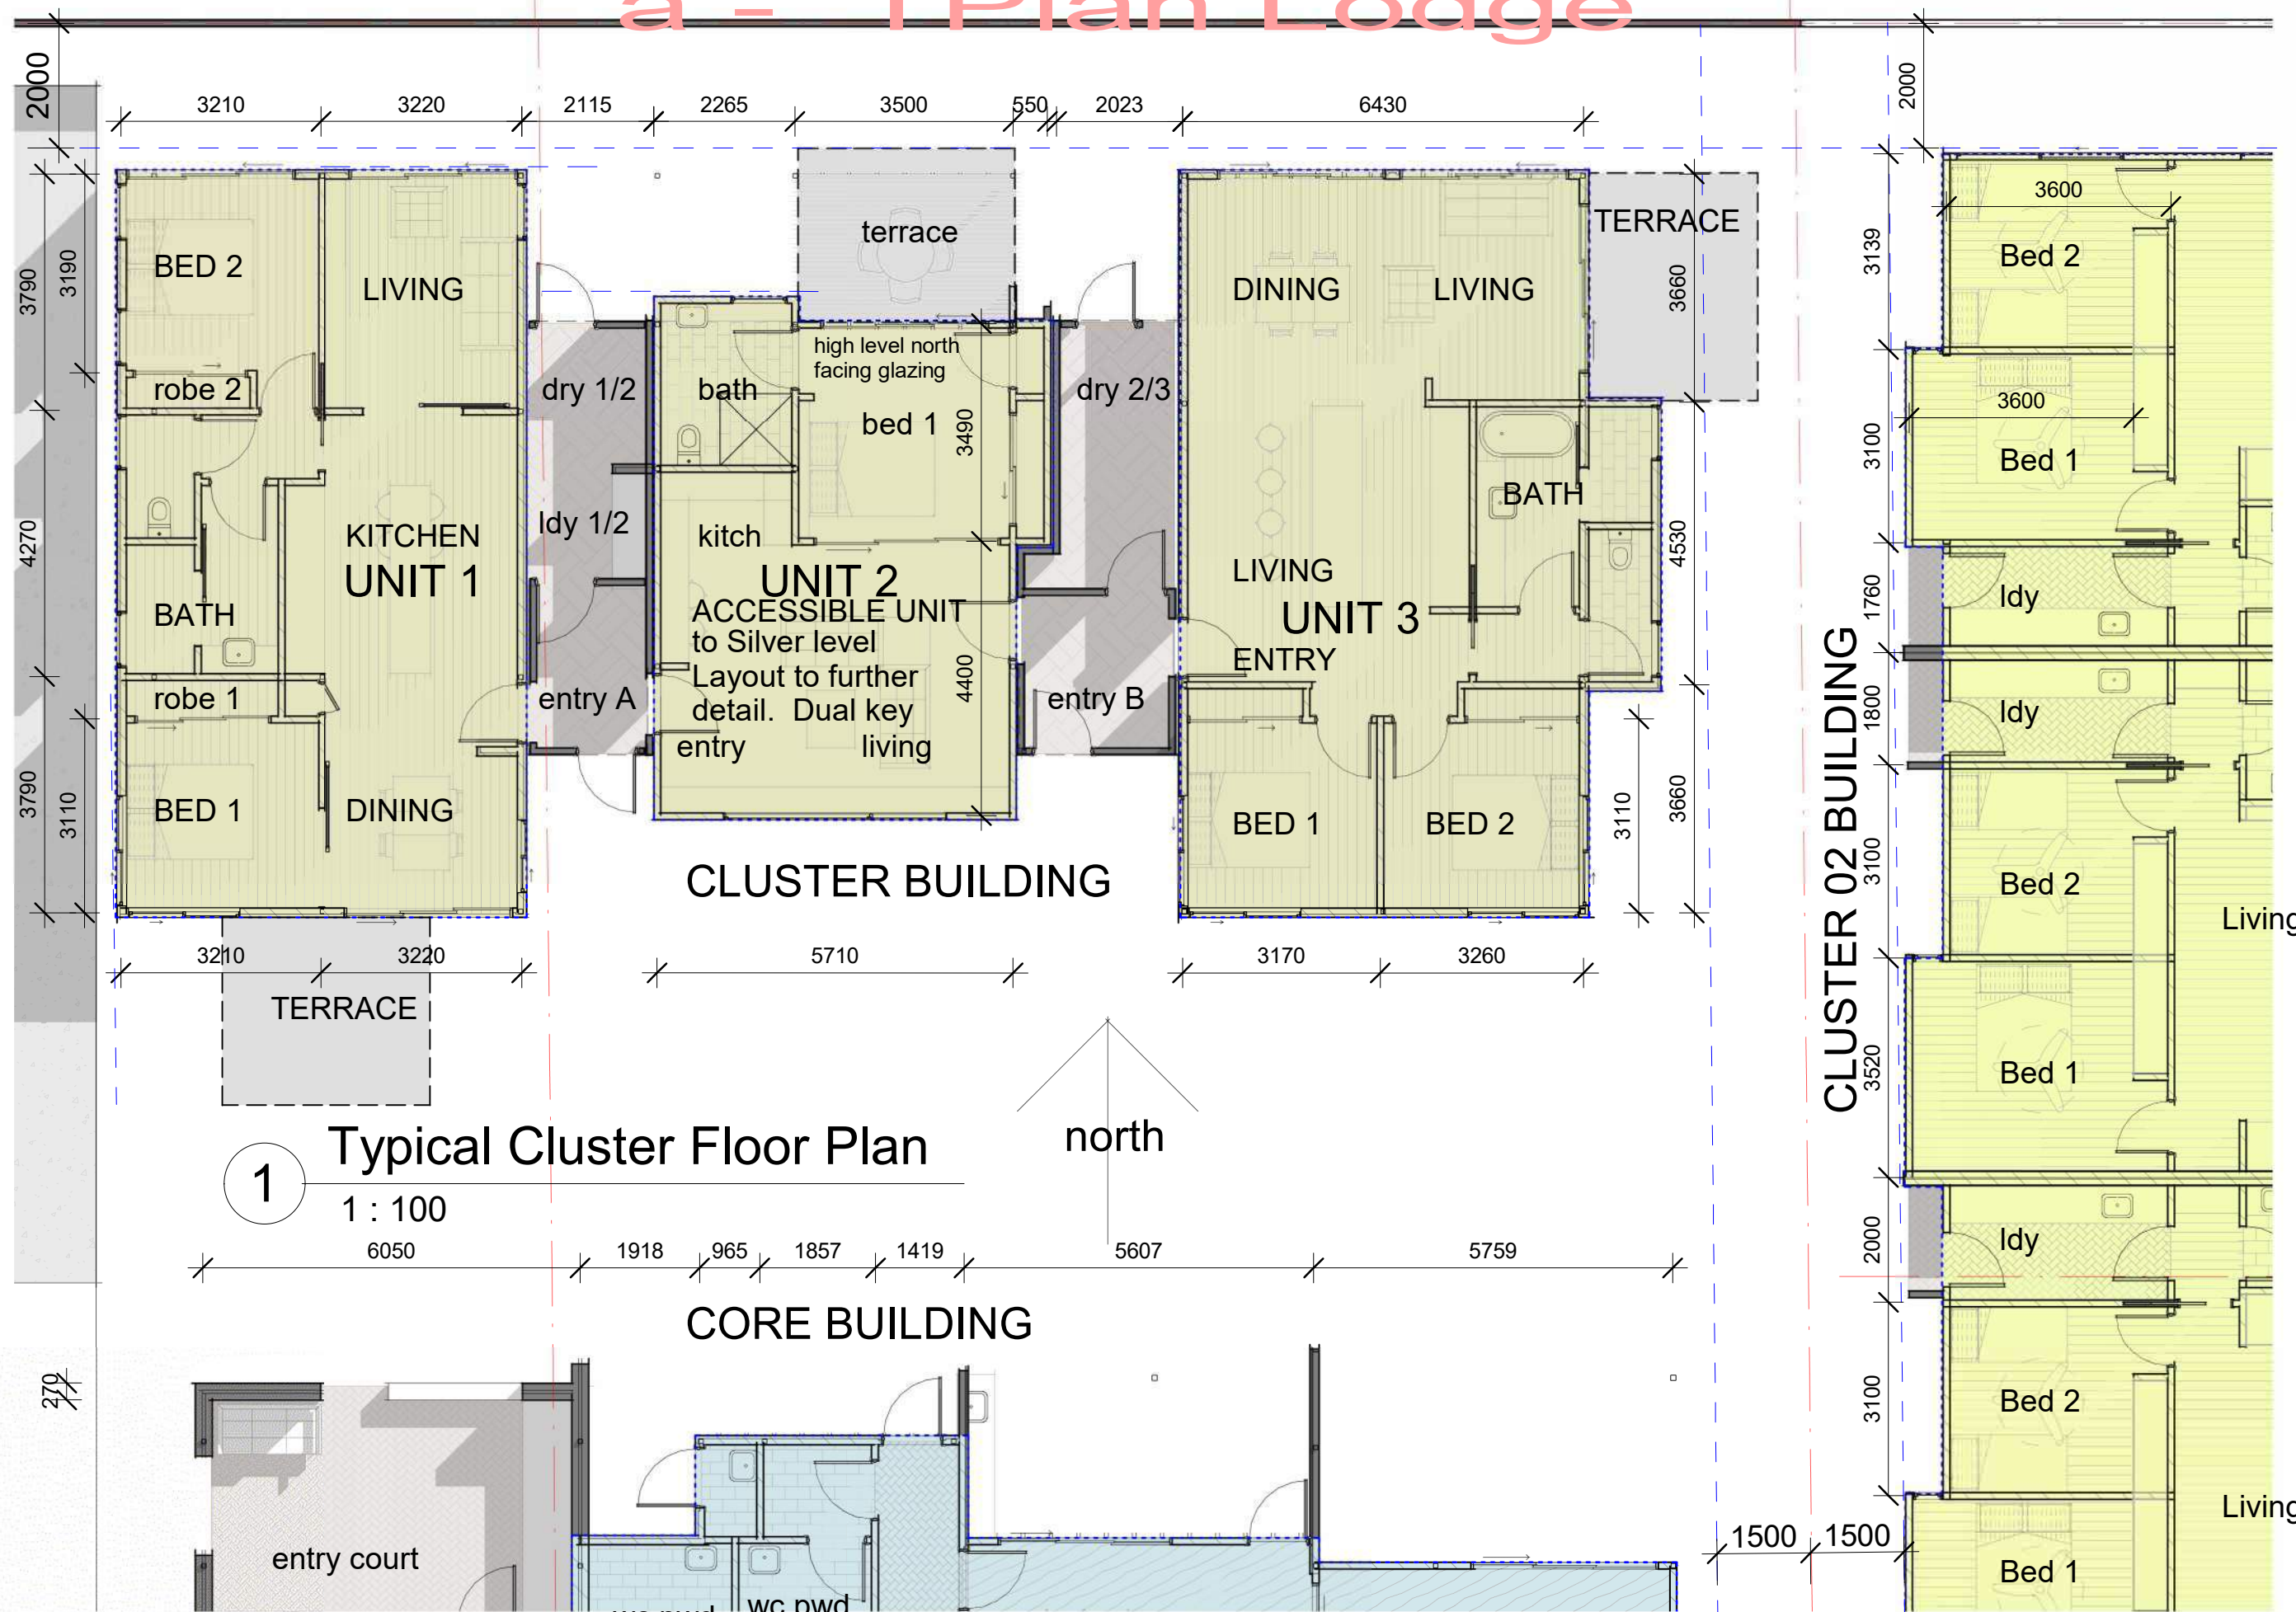 a - 1 Plan Lodge
2000
3210
3220
2115
2265
3500
550
2023
6430
2000
3790
3190
BED 2
LIVING
robe 2
terrace
high level north
facing glazing
dry 1/2
bath
bed 1
3490
dry 2/3
DINING
LIVING
TERRACE
3660
3139
3600
Bed 2
3600
Bed 1
3100
4270
KITCHEN
UNIT 1
BATH
robe 1
ldy 1/2
kitch
UNIT 2
ACCESSIBLE UNIT
to Silver level
Layout to further
detail. Dual key
entry
living
4400
entry A
entry B
LIVING
UNIT 3
ENTRY
BATH
4530
1760
ldy
1800
ldy
3790
3110
BED 1
DINING
BED 1
BED 2
3110
3660
CLUSTER BUILDING
CLUSTER 02 BUILDING
3100
Bed 2
Living
3210
3220
5710
3170
3260
TERRACE
3520
Bed 1
north
1
Typical Cluster Floor Plan
1 : 100
6050
1918
965
1857
1419
5607
5759
2000
ldy
CORE BUILDING
270
3100
Bed 2
Living
entry court
wc pwd
1500
1500
Bed 1